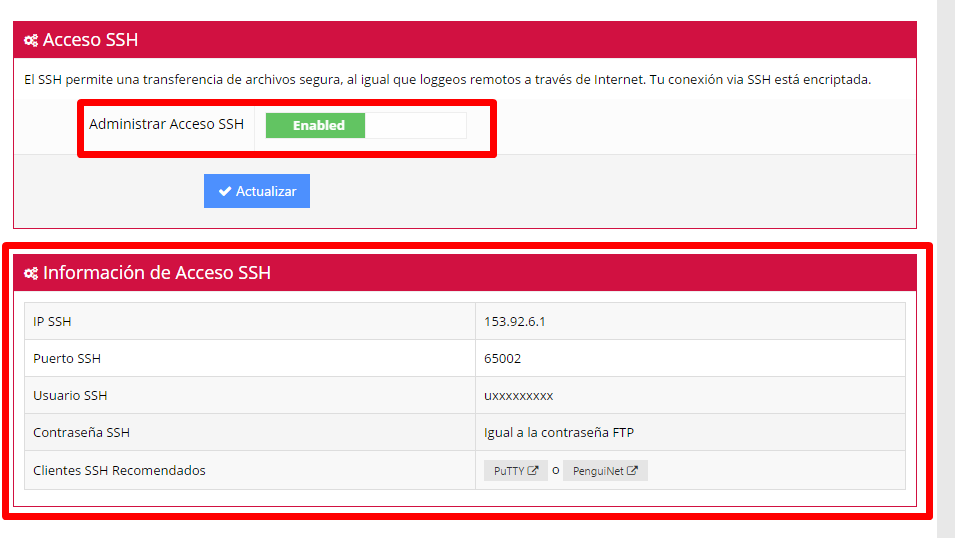 Acceso SSH
El SSH permite una transferencia de archivos segura, al igual que loggeos remotos a través de Internet. Tu conexión via SSH está encriptada.
Administrar Acceso SSH Enabled
Actualizar
Información de Acceso SSH
IP SSH 153.92.6.1
Puerto SSH 65002
Usuario SSH uxxxxxxxxx
Contraseña SSH Igual a la contraseña FTP
Clientes SSH Recomendados PuTTY o PenguiNet